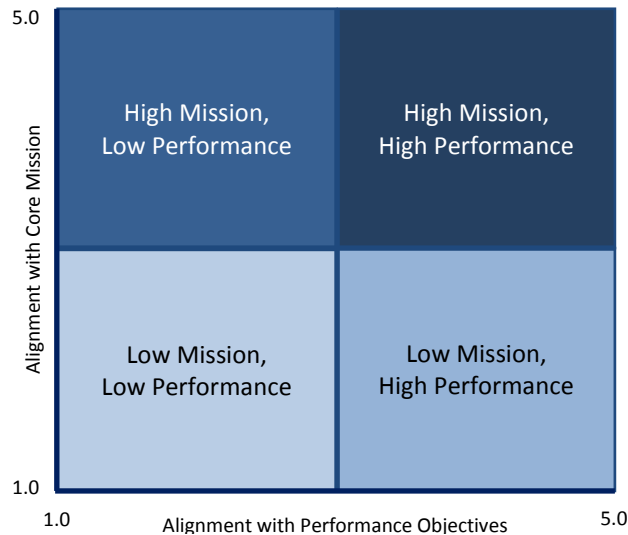 5.0
High Mission,
Low Performance
High Mission,
High Performance
Alignment with Core Mission
Low Mission,
Low Performance
Low Mission,
High Performance
1.0
1.0
Alignment with Performance Objectives
5.0